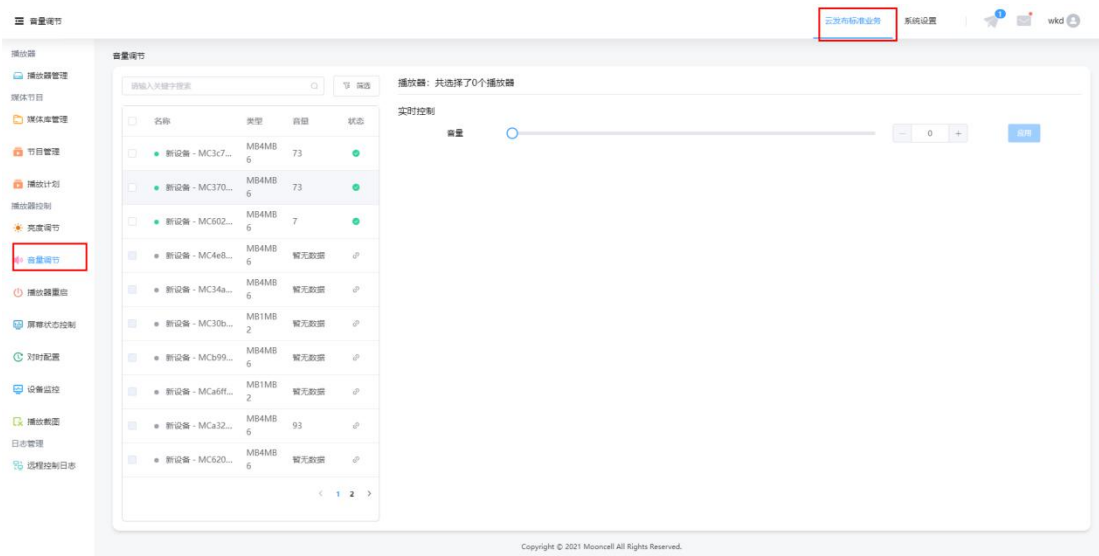 音量调节
云发布标准业务
系统设置
1
wkd
播放器
播放器管理
媒体节目
媒体库管理
节目管理
播放计划
播放器控制
亮度调节
音量调节
播放器重启
屏幕状态控制
对时配置
设备监控
播放截图
日志管理
远程控制日志
音量调节
请输入关键字搜索
筛选
名称 类型 音量 状态
新设备 - MC3c7... MB4MB 73
6
新设备 - MC370... MB4MB 73
6
新设备 - MC602... MB4MB 7
6
新设备 - MC4e8... MB4MB 暂无数据
6
新设备 - MC34a... MB4MB 暂无数据
6
新设备 - MC30b... MB1MB 暂无数据
2
新设备 - MCb99... MB4MB 暂无数据
6
新设备 - MCa6ff... MB1MB 暂无数据
2
新设备 - MCa32... MB4MB 93
6
新设备 - MC620... MB4MB 暂无数据
6
< 1 2 >
播放器：共选择了0个播放器
实时控制
音量
− 0 +
应用
Copyright © 2021 Mooncell All Rights Reserved.